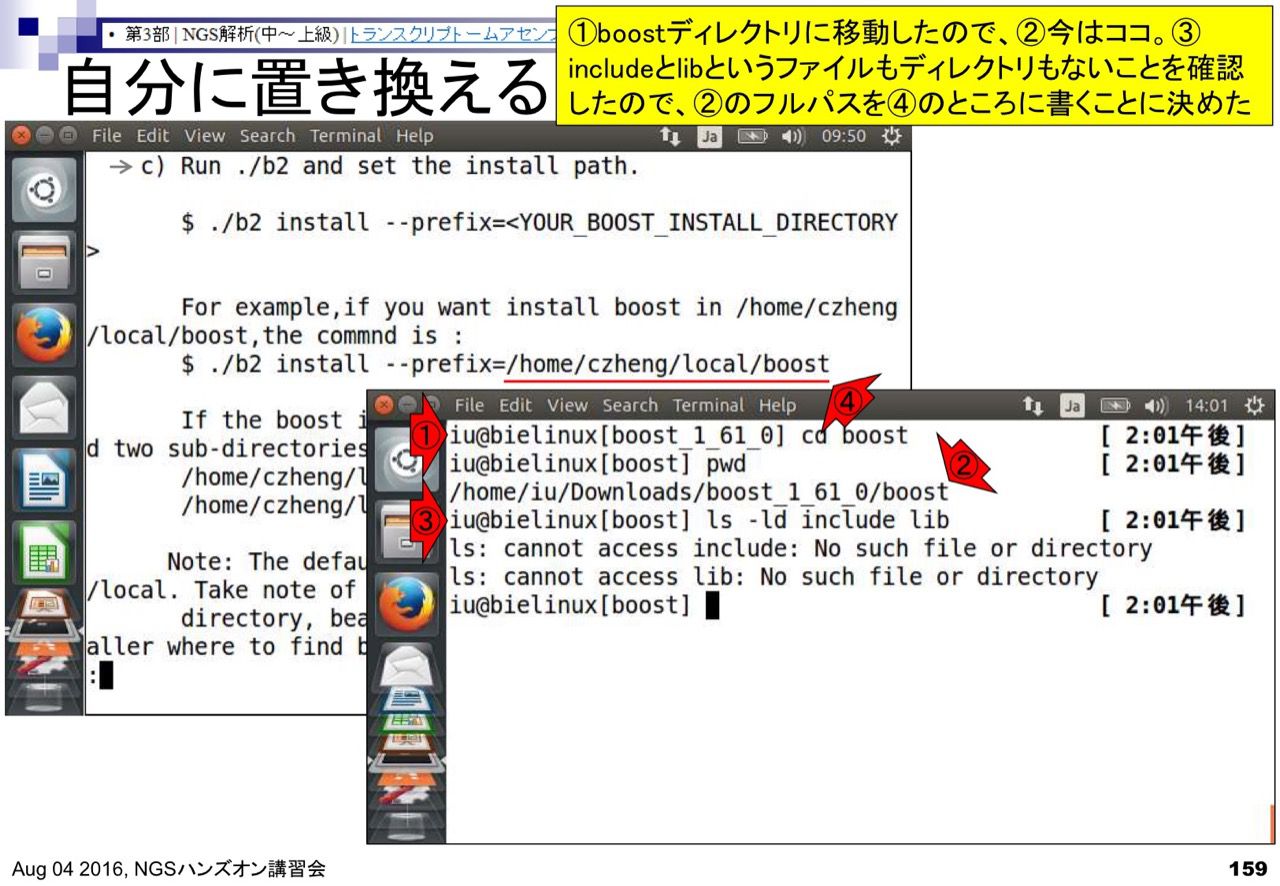 • 第3部 | NGS解析(中～上級) | トランスクリプトームアセンブ
自分に置き換える
①boostディレクトリに移動したので、②今はココ。③
includeとlibというファイルもディレクトリもないことを確認
したので、②のフルパスを④のところに書くことに決めた
File Edit View Search Terminal Help
Ja
09:50
→ c) Run ./b2 and set the install path.
$ ./b2 install --prefix=<YOUR_BOOST_INSTALL_DIRECTORY
>
For example,if you want install boost in /home/czheng
/local/boost,the commnd is :
$ ./b2 install --prefix=/home/czheng/local/boost
If the boost i
d two sub-directories
/home/czheng/l
/home/czheng/l
Note: The defau
/local. Take note of
directory, bea
aller where to find b
:
File Edit View Search Terminal Help
Ja
14:01
④
①
iu@bielinux[boost_1_61_0] cd boost [ 2:01午後]
iu@bielinux[boost] pwd [ 2:01午後]
②
/home/iu/Downloads/boost_1_61_0/boost
③
iu@bielinux[boost] ls -ld include lib [ 2:01午後]
ls: cannot access include: No such file or directory
ls: cannot access lib: No such file or directory
iu@bielinux[boost] [ 2:01午後]
Aug 04 2016, NGSハンズオン講習会
159